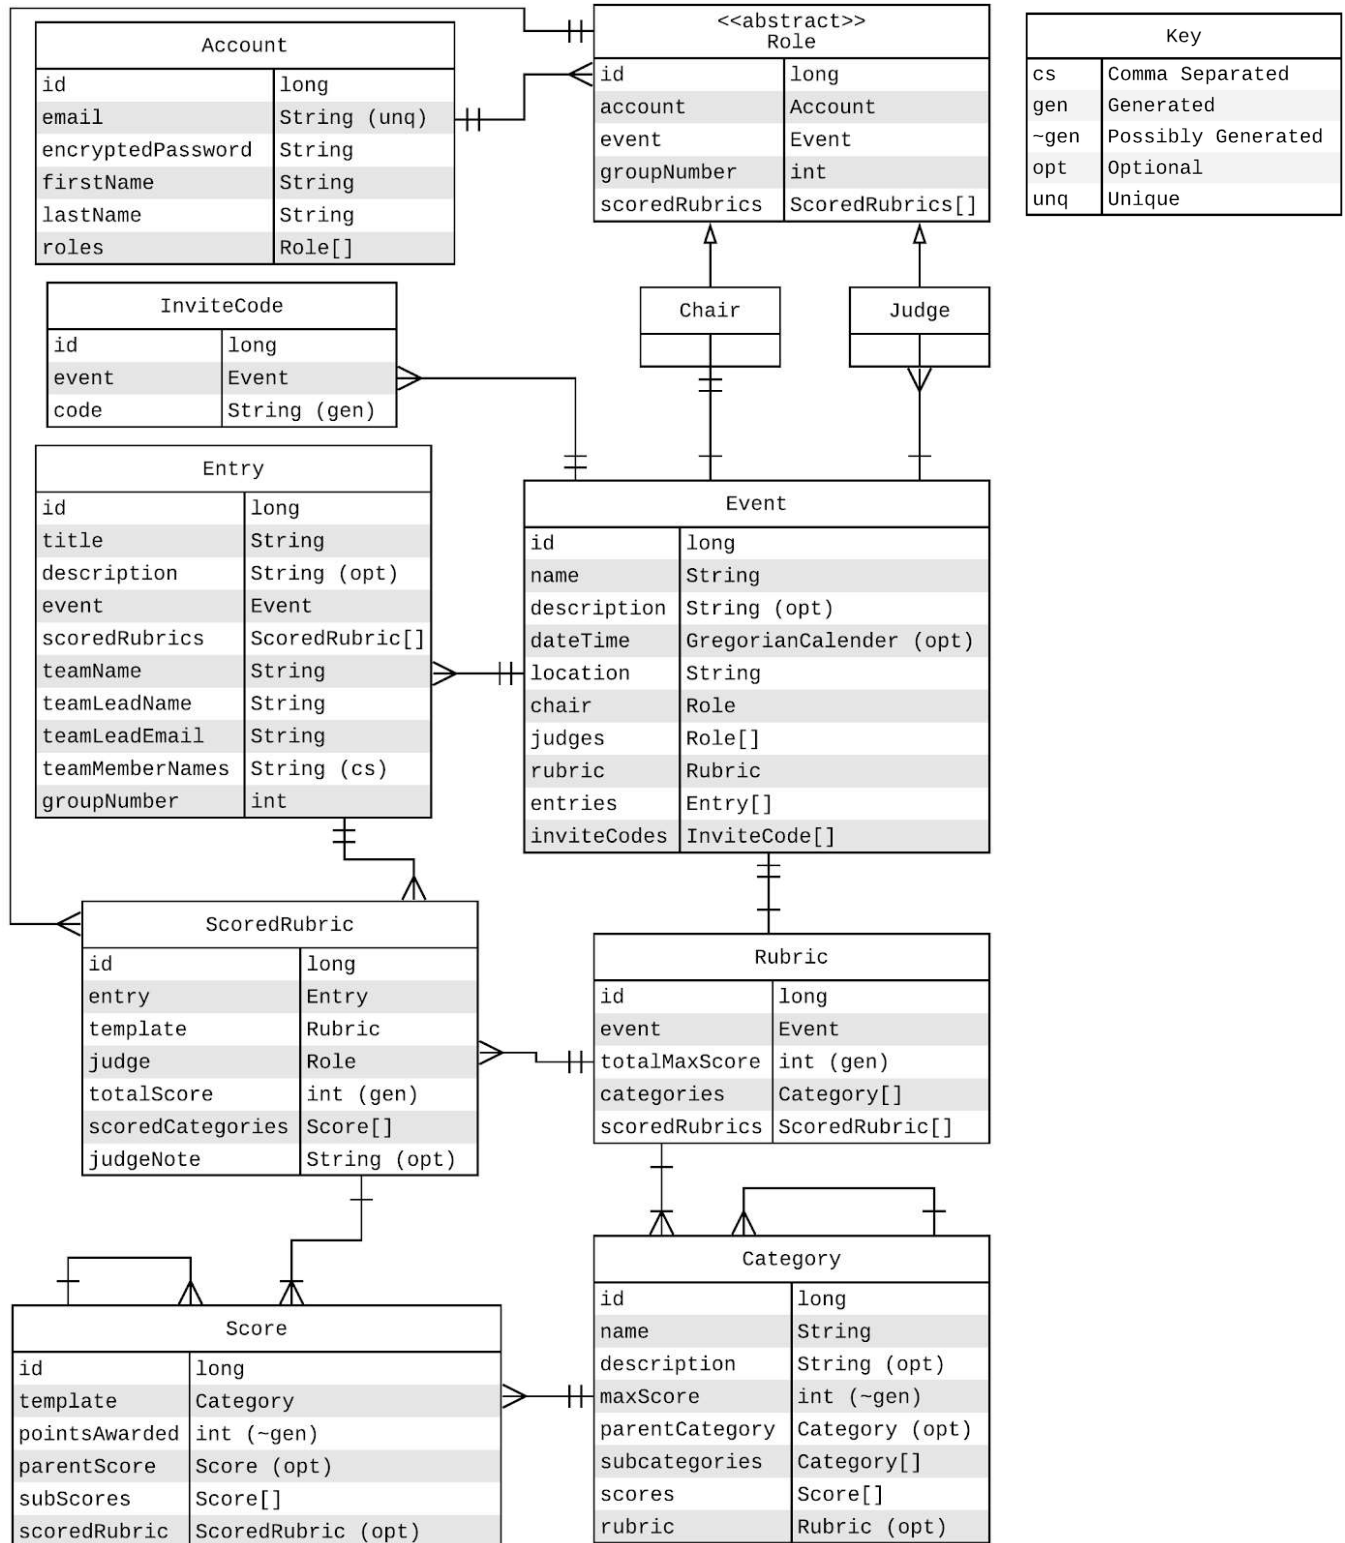 Account
id long
email String (unq)
encryptedPassword String
firstName String
lastName String
roles Role[]
<<abstract>>
Role
id long
account Account
event Event
groupNumber int
scoredRubrics ScoredRubrics[]
Key
cs Comma Separated
gen Generated
~gen Possibly Generated
opt Optional
unq Unique
InviteCode
id long
event Event
code String (gen)
Chair
Judge
Entry
id long
title String
description String (opt)
event Event
scoredRubrics ScoredRubric[]
teamName String
teamLeadName String
teamLeadEmail String
teamMemberNames String (cs)
groupNumber int
Event
id long
name String
description String (opt)
dateTime GregorianCalender (opt)
location String
chair Role
judges Role[]
rubric Rubric
entries Entry[]
inviteCodes InviteCode[]
ScoredRubric
id long
entry Entry
template Rubric
judge Role
totalScore int (gen)
scoredCategories Score[]
judgeNote String (opt)
Rubric
id long
event Event
totalMaxScore int (gen)
categories Category[]
scoredRubrics ScoredRubric[]
Score
id long
template Category
pointsAwarded int (~gen)
parentScore Score (opt)
subScores Score[]
scoredRubric ScoredRubric (opt)
Category
id long
name String
description String (opt)
maxScore int (~gen)
parentCategory Category (opt)
subcategories Category[]
scores Score[]
rubric Rubric (opt)